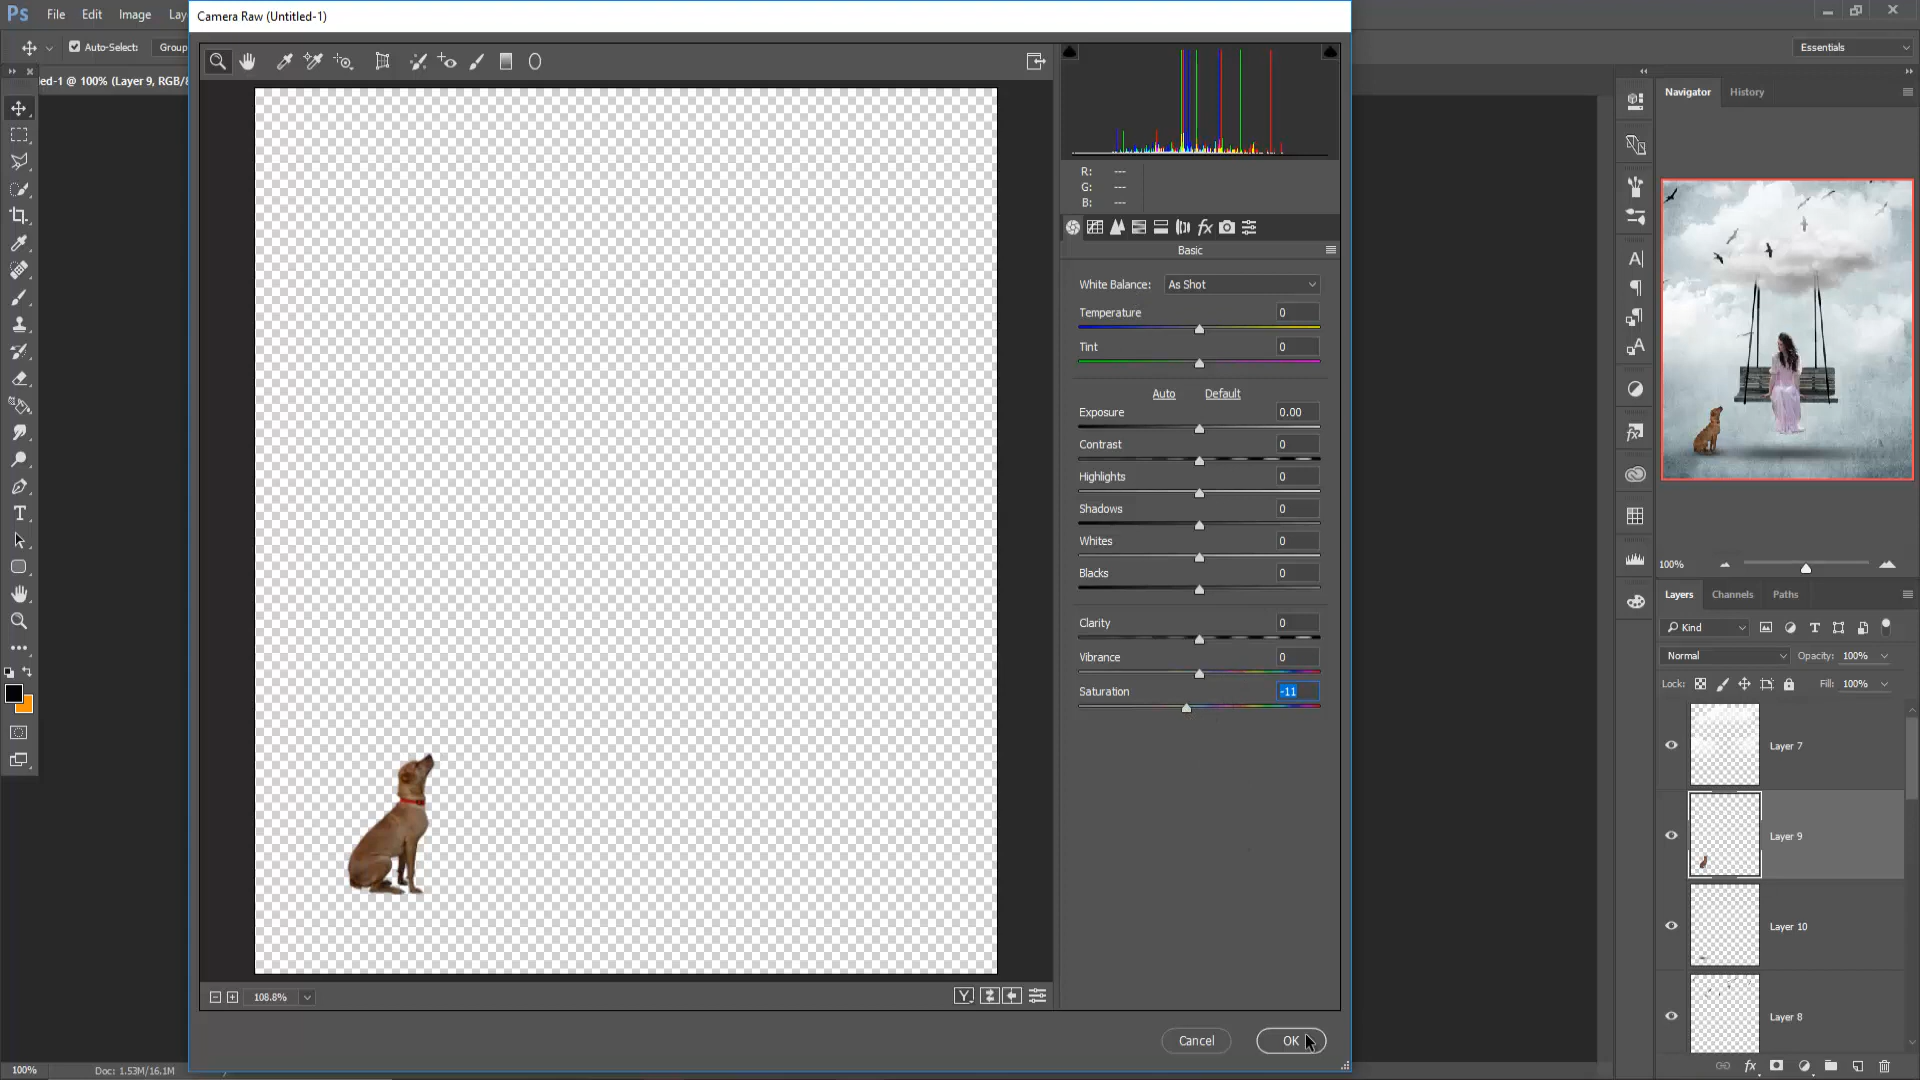 Ps File Edit Image Lay
Camera Raw (Untitled-1)
Auto-Select: Group
Essentials
ed-1 @ 100% (Layer 9, RGB/8
Navigator History
R: ---
G: ---
B: ---
fx
Basic
White Balance: As Shot
Temperature 0
Tint 0
Auto Default
Exposure 0.00
Contrast 0
Highlights 0
Shadows 0
Whites 0
Blacks 0
Clarity 0
Vibrance 0
Saturation -11
100%
Layers Channels Paths
Kind
Normal Opacity: 100%
Lock: Fill: 100%
Layer 7
Layer 9
Layer 10
Layer 8
108.8%
Y
Cancel OK
100% Doc: 1.53M/16.1M
fx